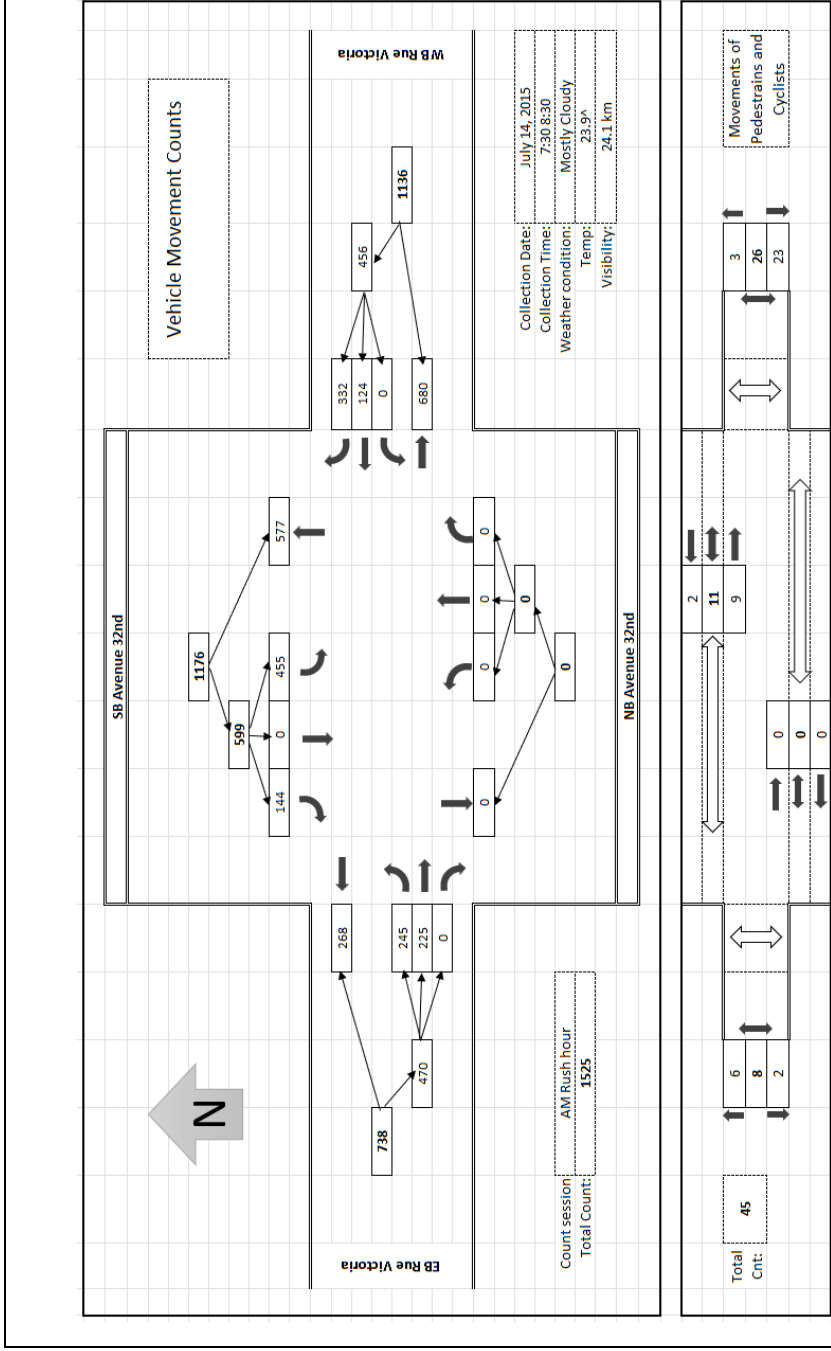 Vehicle Movement Counts
N
SB Avenue 32nd
1176
599
144
0
455
577
EB Rue Victoria
738
268
470
245
225
0
WB Rue Victoria
1136
456
332
124
0
680
0
0
0
0
0
0
NB Avenue 32nd
Count session
AM Rush hour
Total Count:
1525
Collection Date:
July 14, 2015
Collection Time:
7:30 8:30
Weather condition:
Mostly Cloudy
Temp:
23.9^
Visibility:
24.1 km
Movements of
Pedestrains and
Cyclists
Total
Cnt:
45
6
8
2
2
11
9
0
0
0
3
26
23